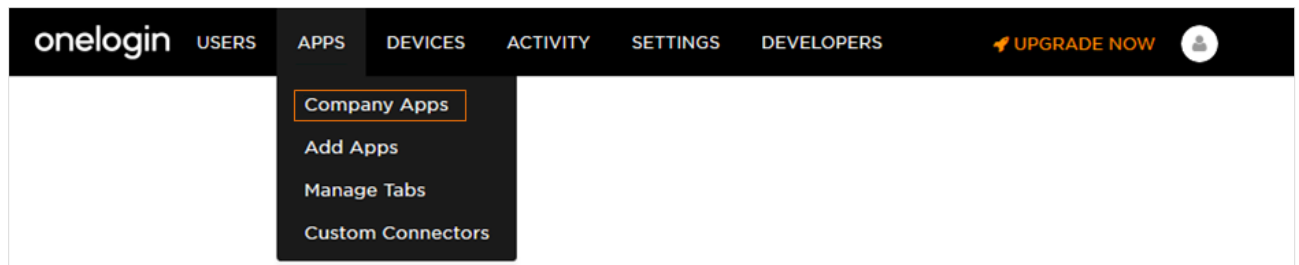 onelogin USERS APPS DEVICES ACTIVITY SETTINGS DEVELOPERS UPGRADE NOW
Company Apps
Add Apps
Manage Tabs
Custom Connectors